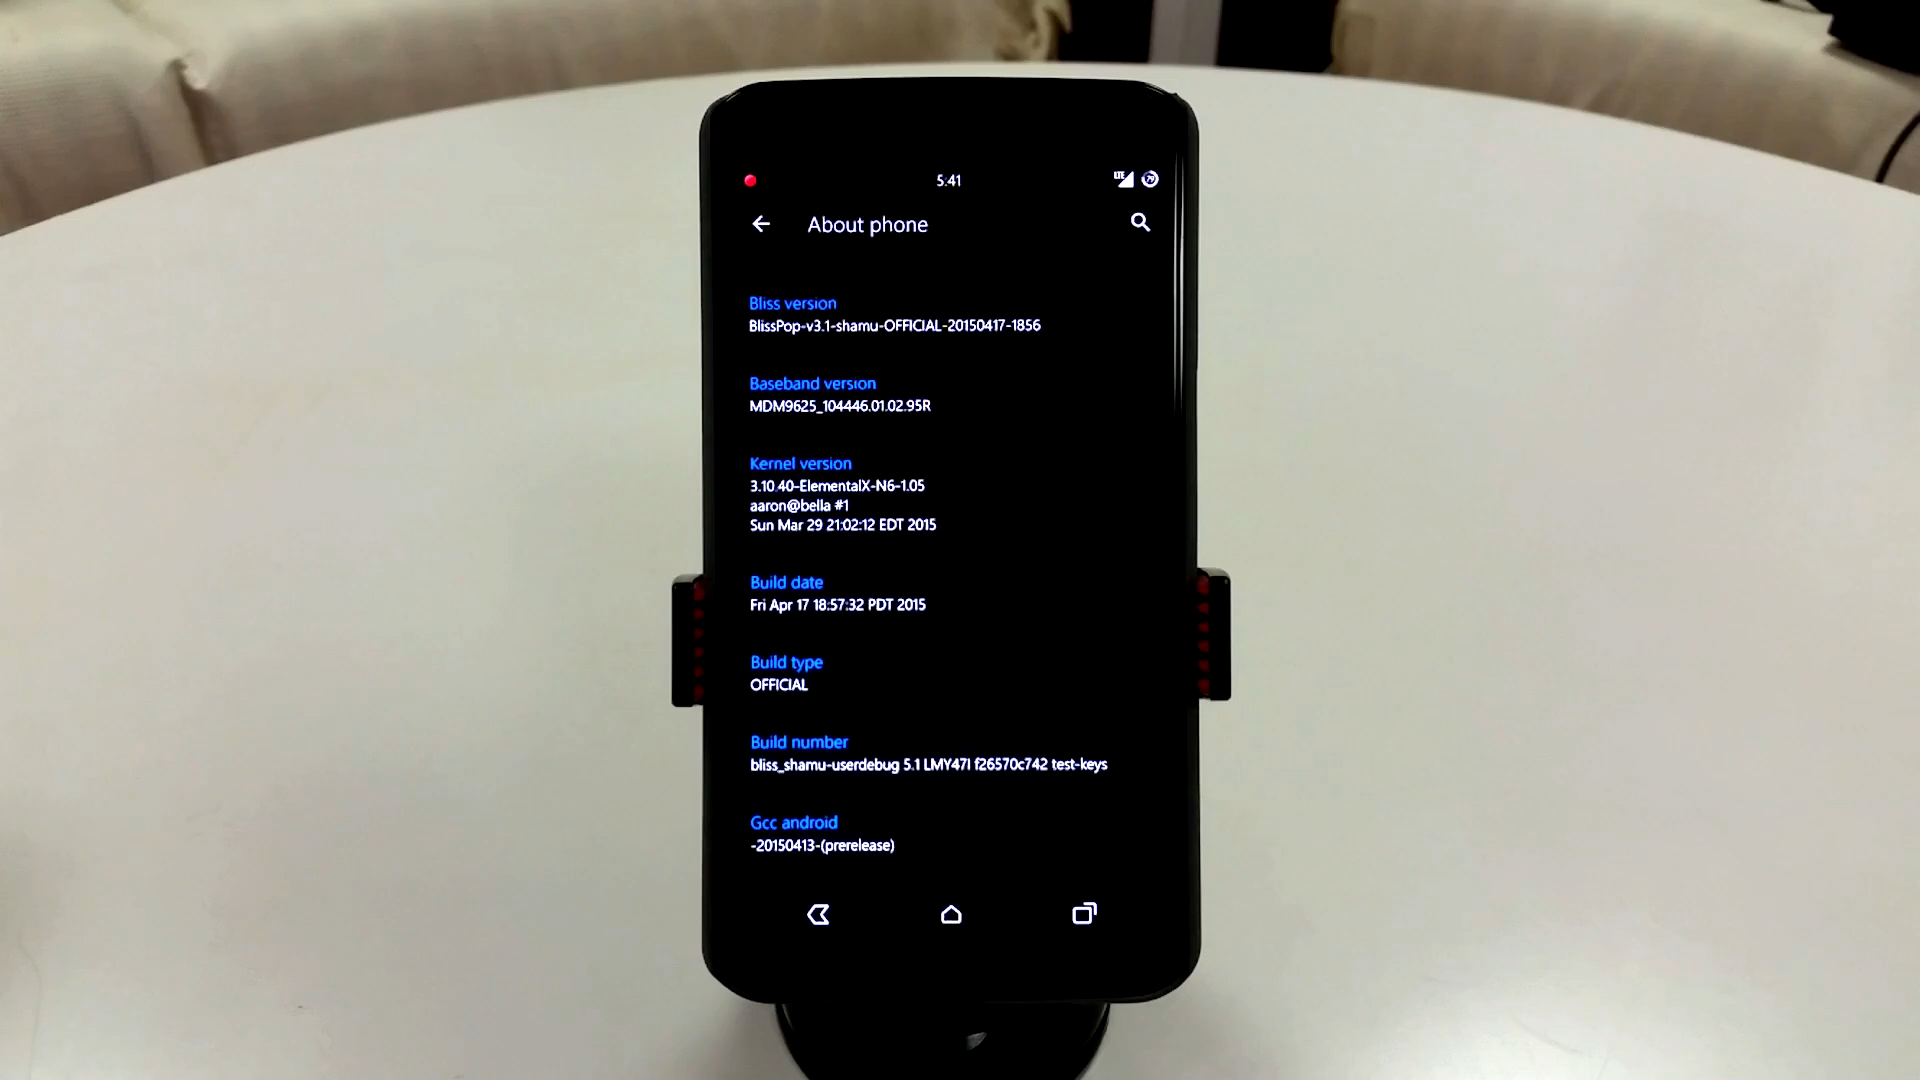 5:41
LTE
79
About phone
Bliss version
BlissPop-v3.1-shamu-OFFICIAL-20150417-1856
Baseband version
MDM9625_104446.01.02.95R
Kernel version
3.10.40-ElementalX-N6-1.05
aaron@bella #1
Sun Mar 29 21:02:12 EDT 2015
Build date
Fri Apr 17 18:57:32 PDT 2015
Build type
OFFICIAL
Build number
bliss_shamu-userdebug 5.1 LMY47I f26570c742 test-keys
Gcc android
-20150413-(prerelease)